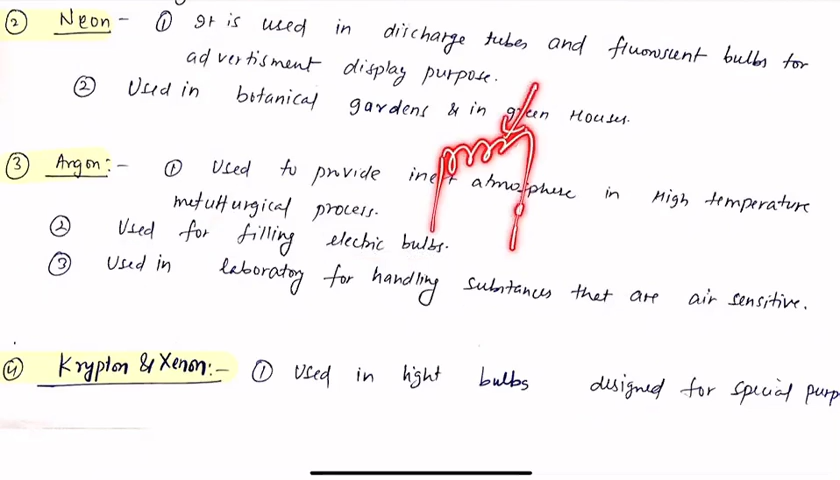 ② Neon - ① It is used in discharge tubes and fluorescent bulbs for
advertisment display purpose.
② Used in botanical gardens & in green Houses.
③ Argon:- ① Used to provide inert atmosphere in High temperature
metullurgical process.
② Used for filling electric bulbs.
③ Used in laboratory for handling substances that are air sensitive.
④ Krypton & Xenon:- ① Used in light bulbs designed for special purp